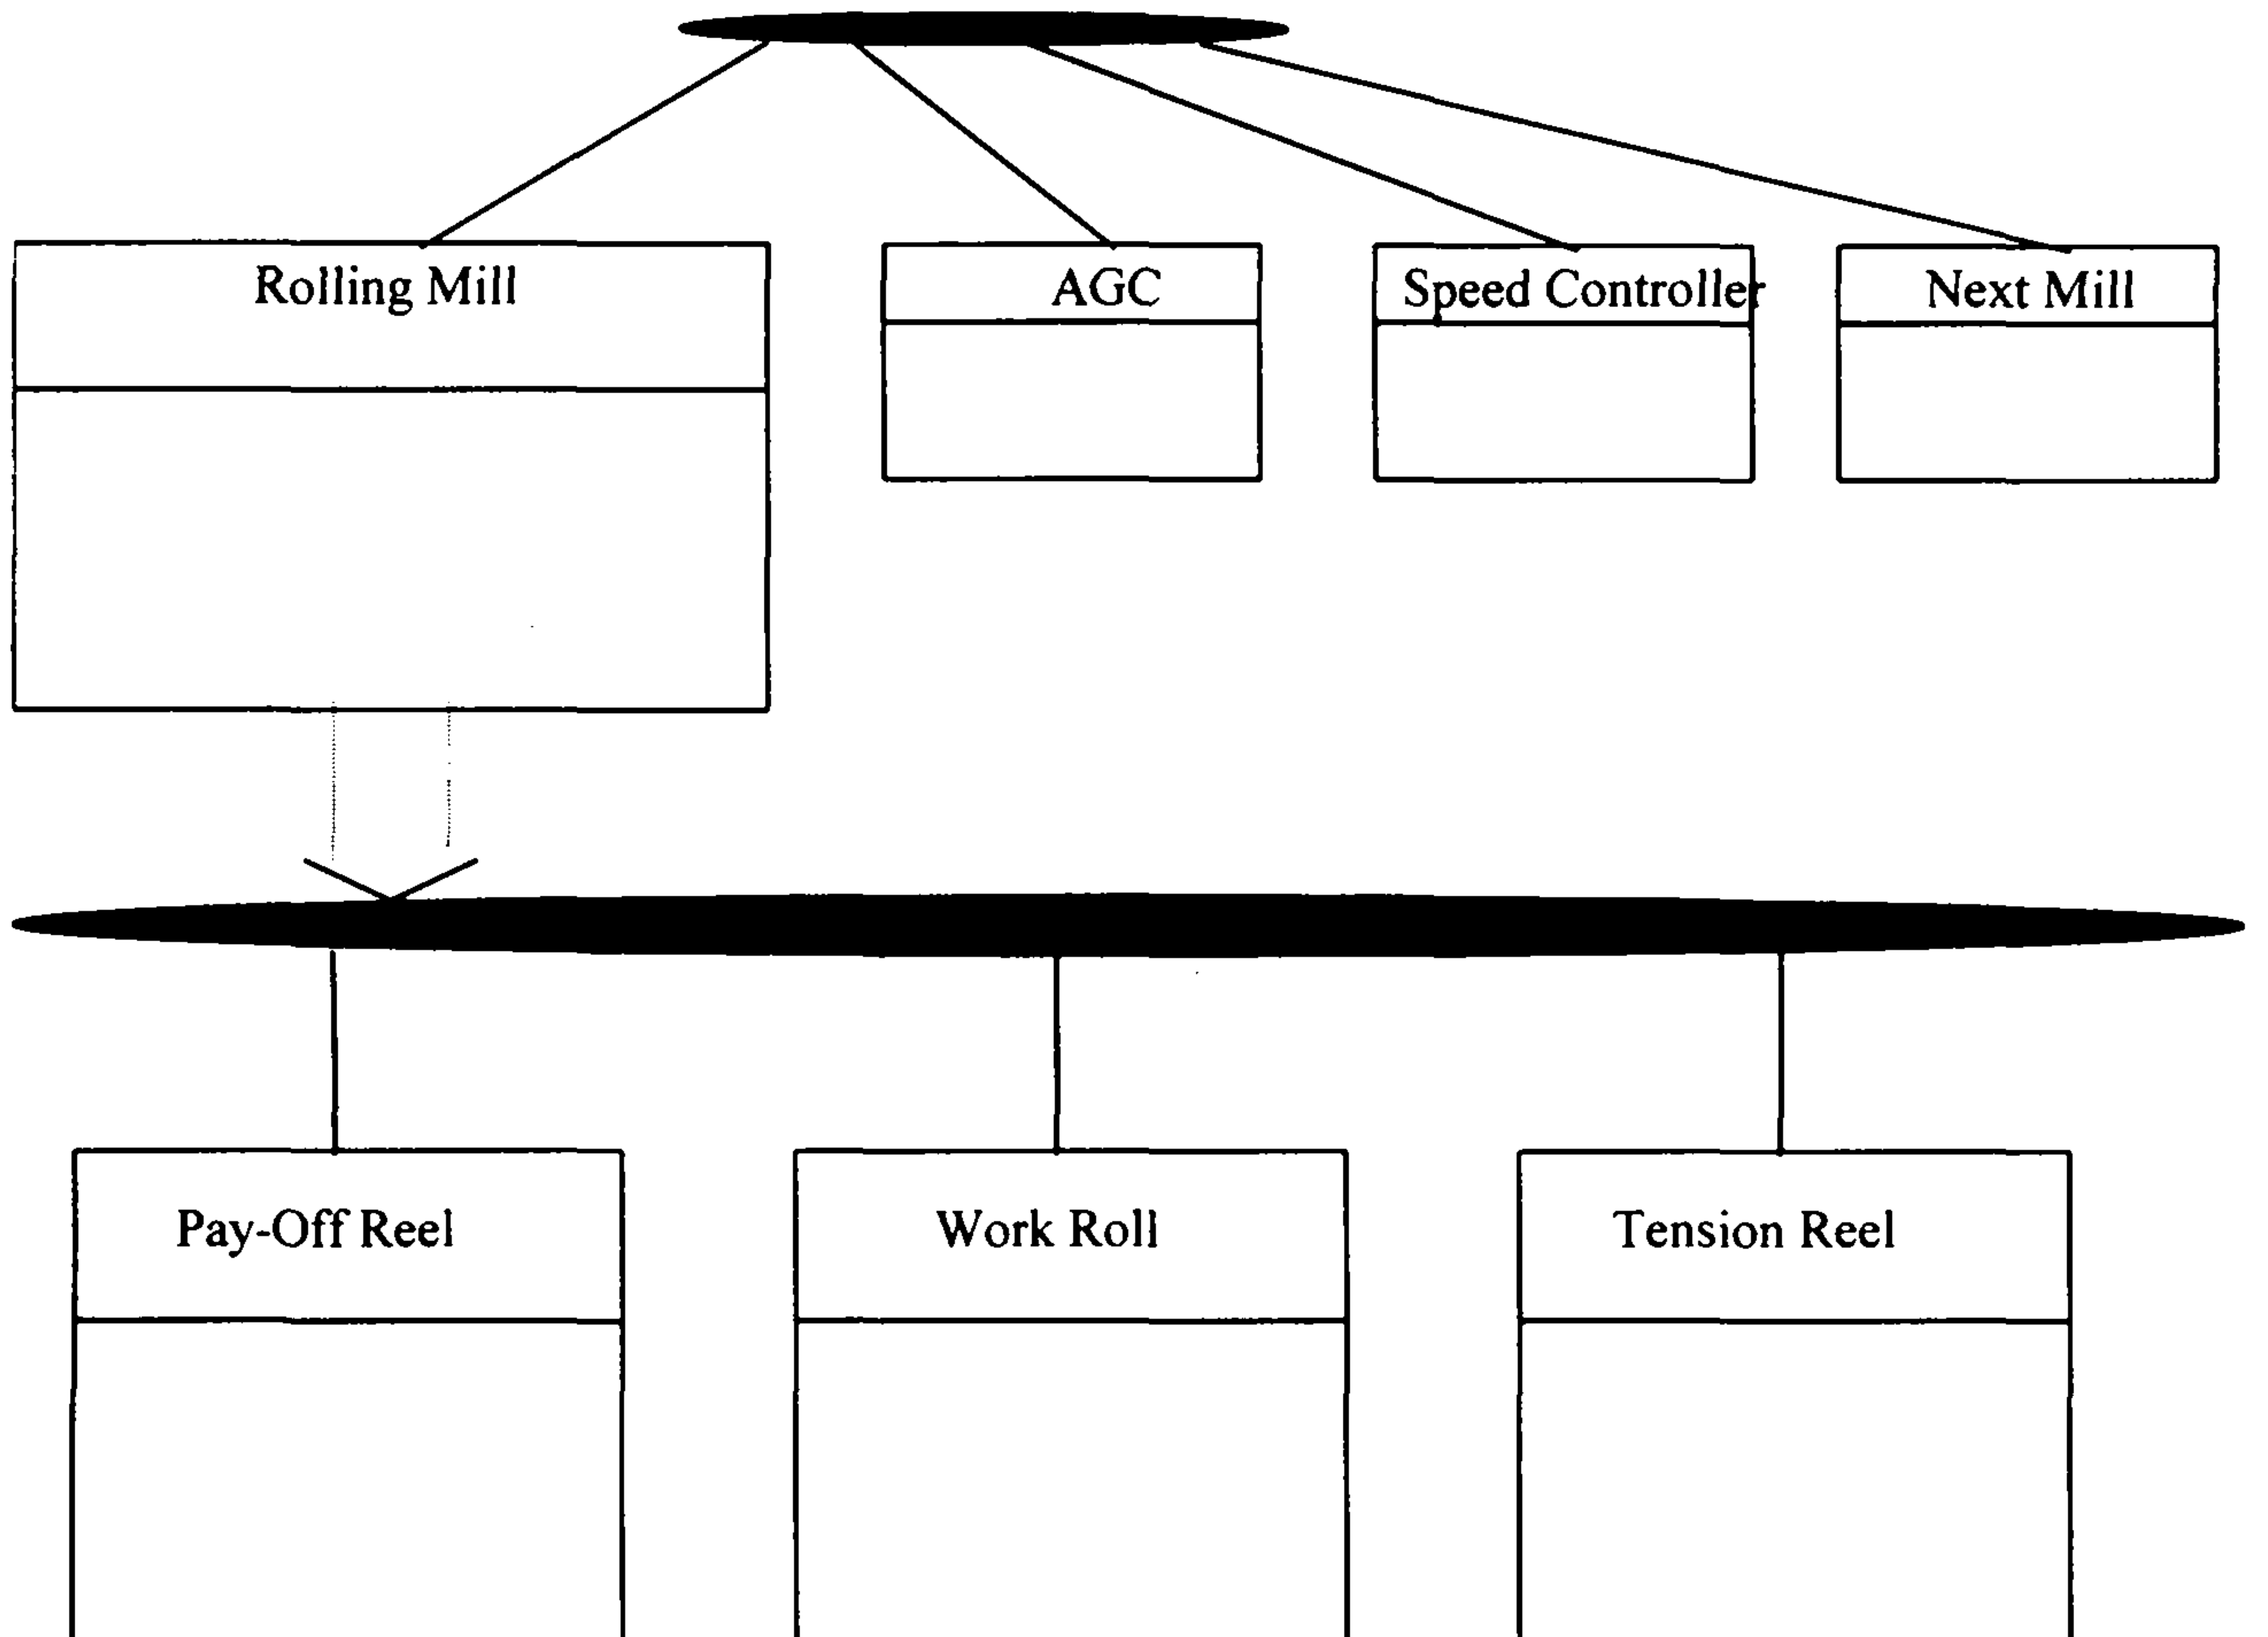 Rolling Mill
AGC
Speed Controller
Next Mill
Pay-Off Reel
Work Roll
Tension Reel